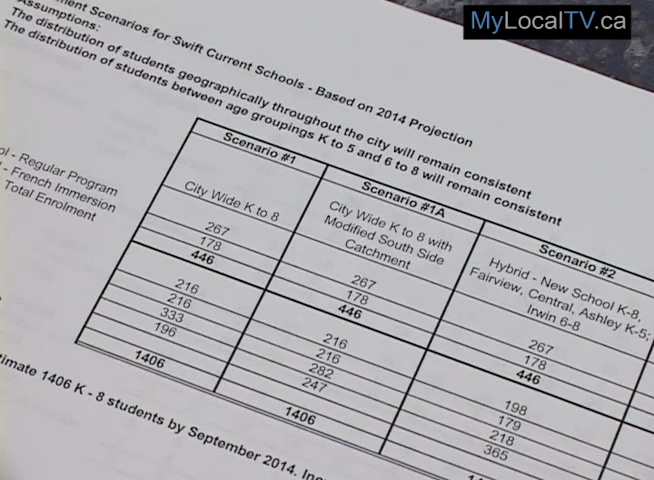 MyLocalTV.ca
ment Scenarios for Swift Current Schools - Based on 2014 Projection
Assumptions:
The distribution of students geographically throughout the city will remain consistent
The distribution of students between age groupings K to 5 and 6 to 8 will remain consistent
Scenario #1
Scenario #1A
Scenario #2
City Wide K to 8
City Wide K to 8 with
Modified South Side
Catchment
Hybrid - New School K-8,
Fairview, Central, Ashley K-5;
Irwin 6-8
ol - Regular Program
- French Immersion
Total Enrolment
267
178
446
267
178
446
267
178
446
216
216
333
196
216
216
282
247
198
179
218
365
1406
1406
timate 1406 K - 8 students by September 2014.